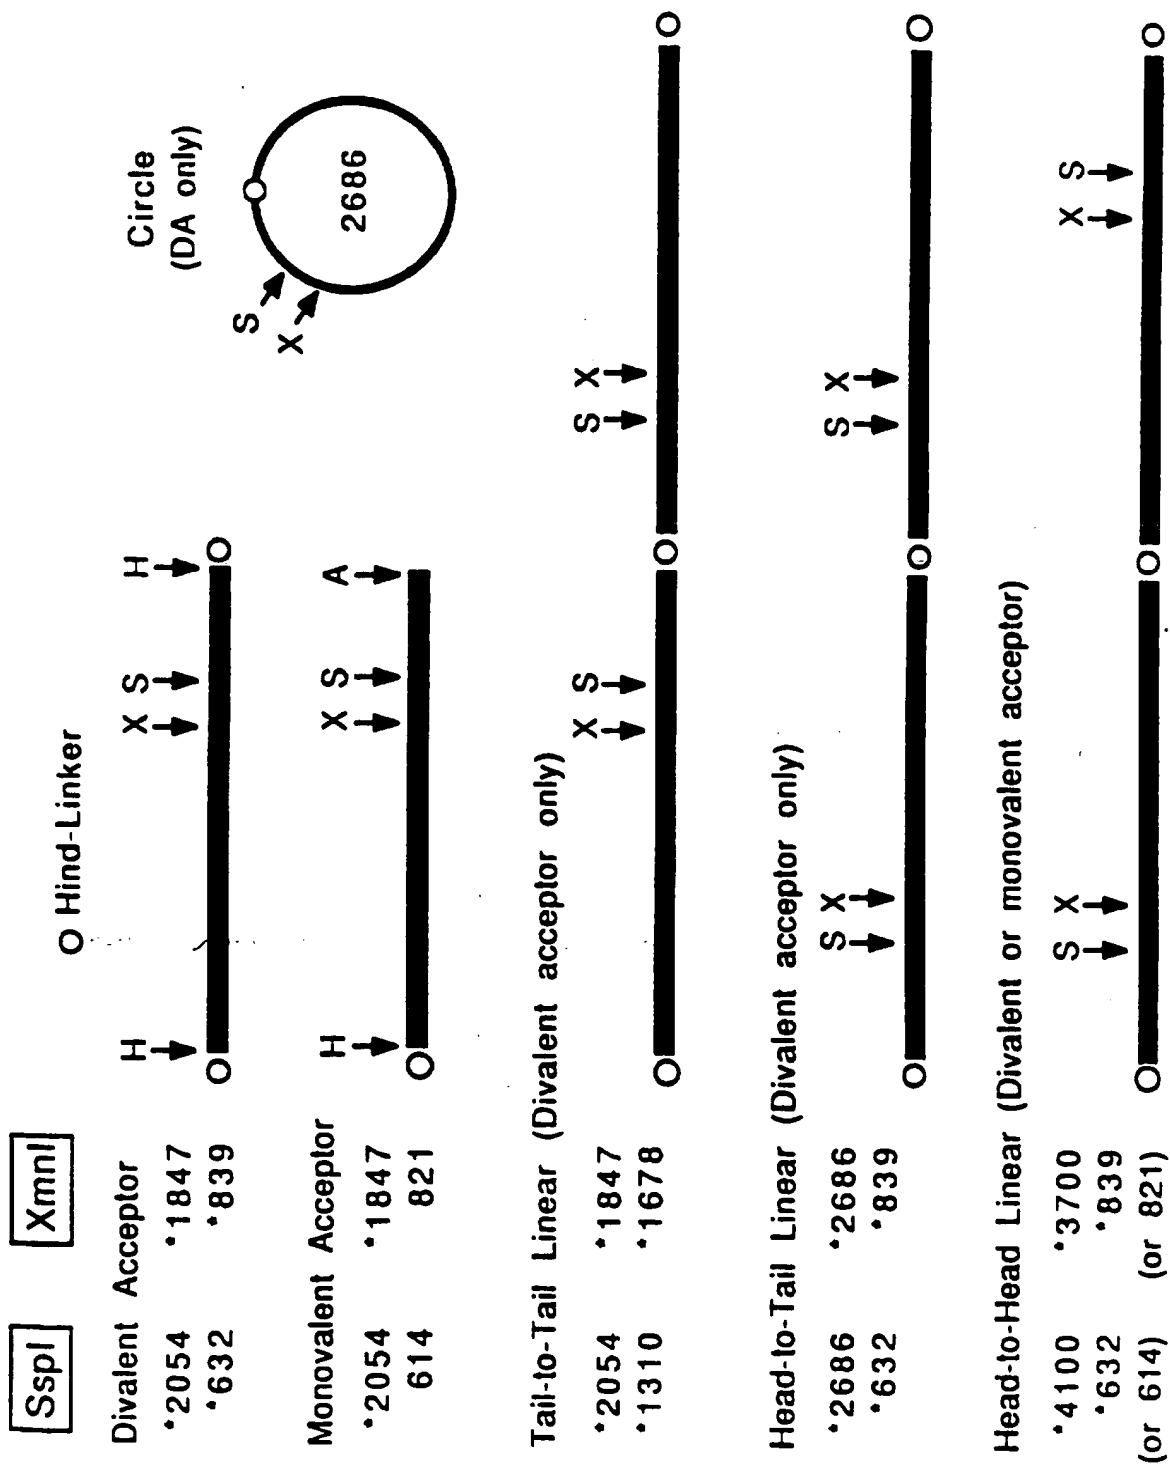 SspI XmnI
O Hind-Linker
Circle
(DA only)
2686
S
X
Divalent Acceptor
*2054 *1847
*632 *839
H X S H
Monovalent Acceptor
*2054 *1847
614 821
H X S A
Tail-to-Tail Linear (Divalent acceptor only)
*2054 *1847
*1310 *1678
X S S X
Head-to-Tail Linear (Divalent acceptor only)
*2686 *2686
*632 *839
S X S X
Head-to-Head Linear (Divalent or monovalent acceptor)
*4100 *3700
*632 *839
(or 614) (or 821)
S X X S